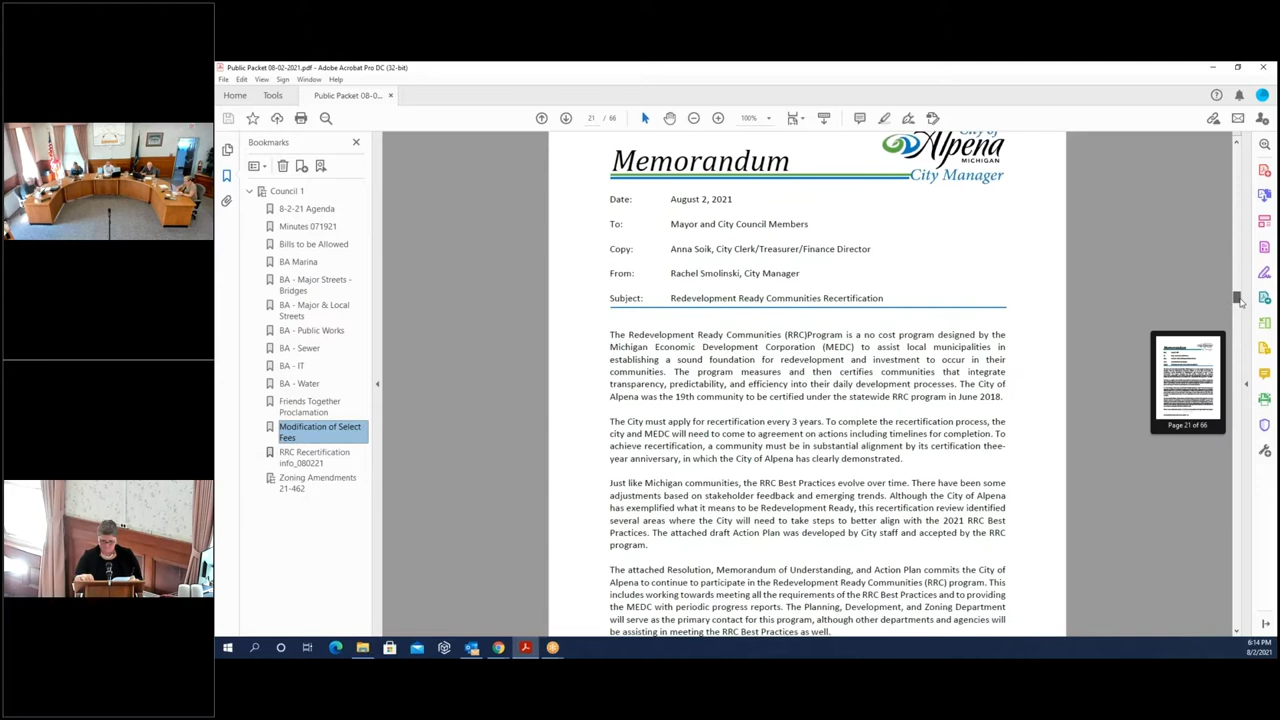 Public Packet 08-02-2021.pdf - Adobe Acrobat Pro DC (32-bit)
File Edit View Sign Window Help
Home Tools Public Packet 08-0... ×
21 / 66 100%
Bookmarks
Council 1
8-2-21 Agenda
Minutes 071921
Bills to be Allowed
BA Marina
BA - Major Streets -
Bridges
BA - Major & Local
Streets
BA - Public Works
BA - Sewer
BA - IT
BA - Water
Friends Together
Proclamation
Modification of Select
Fees
RRC Recertification
info_080221
Zoning Amendments
21-462
City of
Alpena
MICHIGAN
City Manager
Memorandum
Date: August 2, 2021
To: Mayor and City Council Members
Copy: Anna Soik, City Clerk/Treasurer/Finance Director
From: Rachel Smolinski, City Manager
Subject: Redevelopment Ready Communities Recertification
The Redevelopment Ready Communities (RRC)Program is a no cost program designed by the
Michigan Economic Development Corporation (MEDC) to assist local municipalities in
establishing a sound foundation for redevelopment and investment to occur in their
communities. The program measures and then certifies communities that integrate
transparency, predictability, and efficiency into their daily development processes. The City of
Alpena was the 19th community to be certified under the statewide RRC program in June 2018.
The City must apply for recertification every 3 years. To complete the recertification process, the
city and MEDC will need to come to agreement on actions including timelines for completion. To
achieve recertification, a community must be in substantial alignment by its certification thee-
year anniversary, in which the City of Alpena has clearly demonstrated.
Just like Michigan communities, the RRC Best Practices evolve over time. There have been some
adjustments based on stakeholder feedback and emerging trends. Although the City of Alpena
has exemplified what it means to be Redevelopment Ready, this recertification review identified
several areas where the City will need to take steps to better align with the 2021 RRC Best
Practices. The attached draft Action Plan was developed by City staff and accepted by the RRC
program.
The attached Resolution, Memorandum of Understanding, and Action Plan commits the City of
Alpena to continue to participate in the Redevelopment Ready Communities (RRC) program. This
includes working towards meeting all the requirements of the RRC Best Practices and to providing
the MEDC with periodic progress reports. The Planning, Development, and Zoning Department
will serve as the primary contact for this program, although other departments and agencies will
be assisting in meeting the RRC Best Practices as well.
Memorandum
Page 21 of 66
6:14 PM
8/2/2021